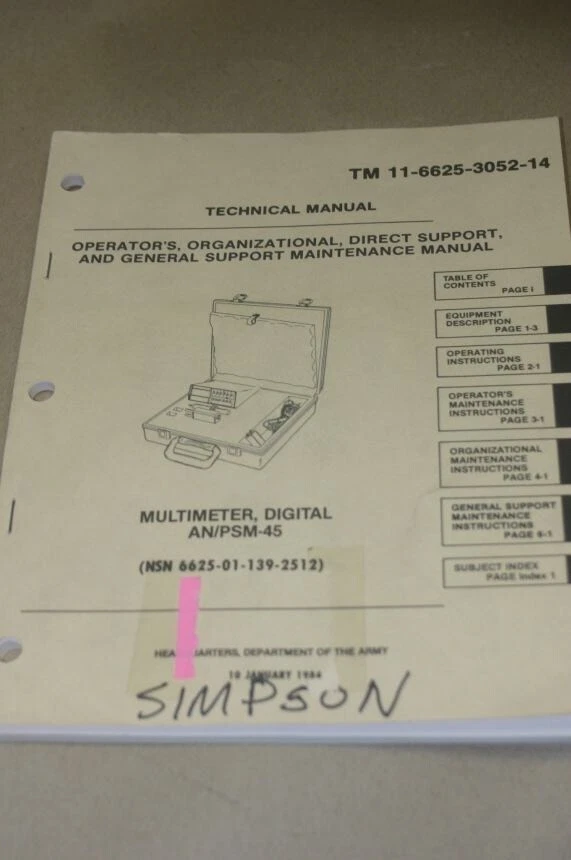 TM 11-6625-3052-14
TECHNICAL MANUAL
OPERATOR'S, ORGANIZATIONAL, DIRECT SUPPORT,
AND GENERAL SUPPORT MAINTENANCE MANUAL
TABLE OF
CONTENTS
PAGE i
EQUIPMENT
DESCRIPTION
PAGE 1-3
OPERATING
INSTRUCTIONS
PAGE 2-1
OPERATOR'S
MAINTENANCE
INSTRUCTIONS
PAGE 3-1
ORGANIZATIONAL
MAINTENANCE
INSTRUCTIONS
PAGE 4-1
GENERAL SUPPORT
MAINTENANCE
INSTRUCTIONS
PAGE
SUBJECT INDEX
PAGE Index 1
MULTIMETER, DIGITAL
AN/PSM-45
(NSN 6625-01-139-2512)
HEADQUARTERS, DEPARTMENT OF THE ARMY
10 JANUARY 1984
SIMPSON